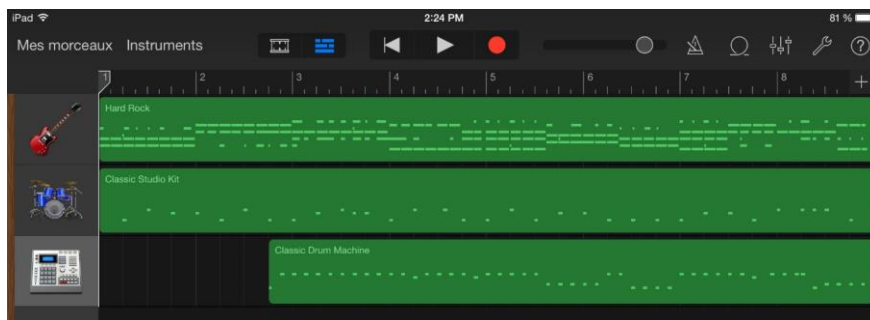 iPad 2:24 PM 81 %
Mes morceaux Instruments
1 2 3 4 5 6 7 8
Hard Rock
Classic Studio Kit
Classic Drum Machine